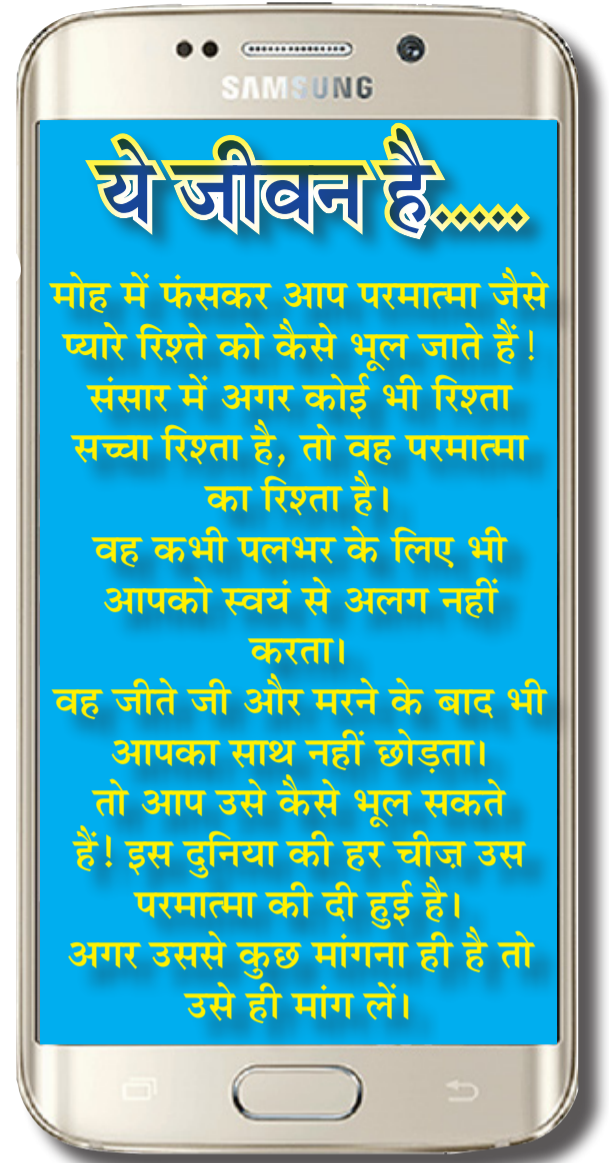 SAMSUNG
ये जीवन है.....
मोह में फंसकर आप परमात्मा जैसे
प्यारे रिश्ते को कैसे भूल जाते हैं!
संसार में अगर कोई भी रिश्ता
सच्चा रिश्ता है, तो वह परमात्मा
का रिश्ता है।
वह कभी पलभर के लिए भी
आपको स्वयं से अलग नहीं
करता।
वह जीते जी और मरने के बाद भी
आपका साथ नहीं छोड़ता।
तो आप उसे कैसे भूल सकते
हैं! इस दुनिया की हर चीज़ उस
परमात्मा की दी हुई है।
अगर उससे कुछ मांगना ही है तो
उसे ही मांग लें।